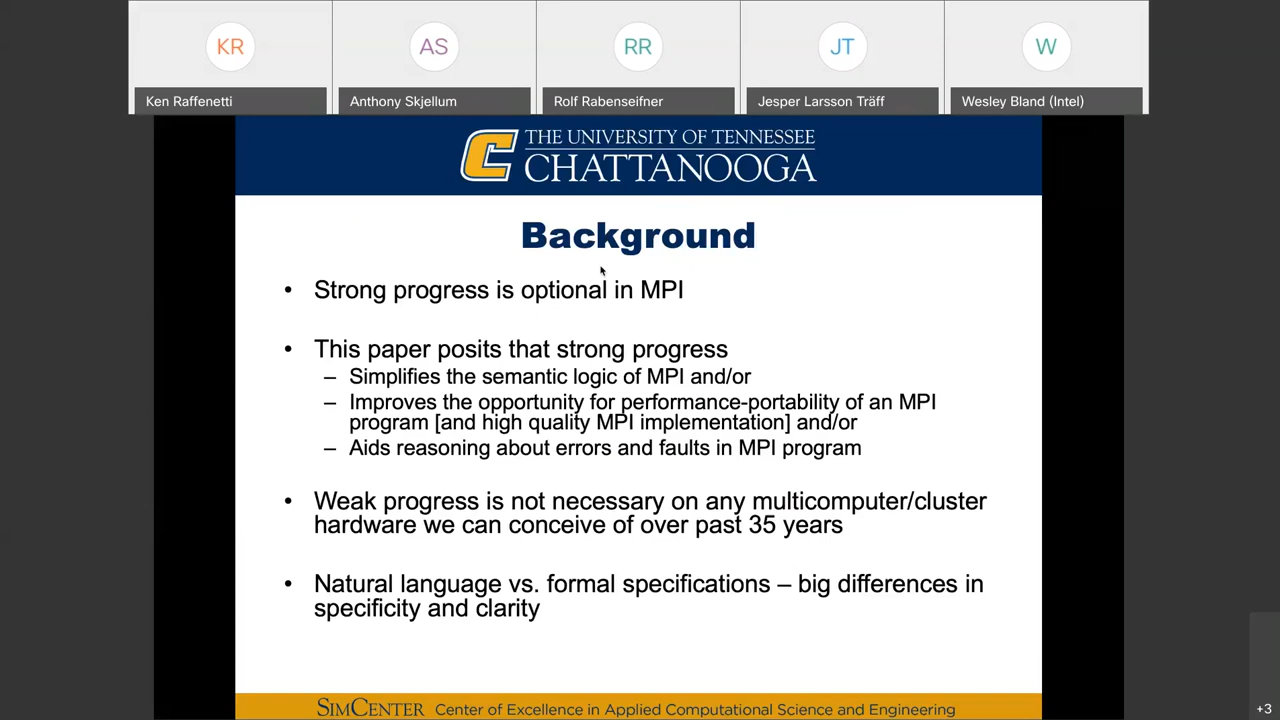 KR
AS
RR
JT
W
Ken Raffenetti
Anthony Skjellum
Rolf Rabenseifner
Jesper Larsson Träff
Wesley Bland (Intel)
C
THE UNIVERSITY OF TENNESSEE
CHATTANOOGA
Background
• Strong progress is optional in MPI
• This paper posits that strong progress
– Simplifies the semantic logic of MPI and/or
– Improves the opportunity for performance-portability of an MPI
program [and high quality MPI implementation] and/or
– Aids reasoning about errors and faults in MPI program
• Weak progress is not necessary on any multicomputer/cluster
hardware we can conceive of over past 35 years
• Natural language vs. formal specifications – big differences in
specificity and clarity
SIMCENTER Center of Excellence in Applied Computational Science and Engineering
+3